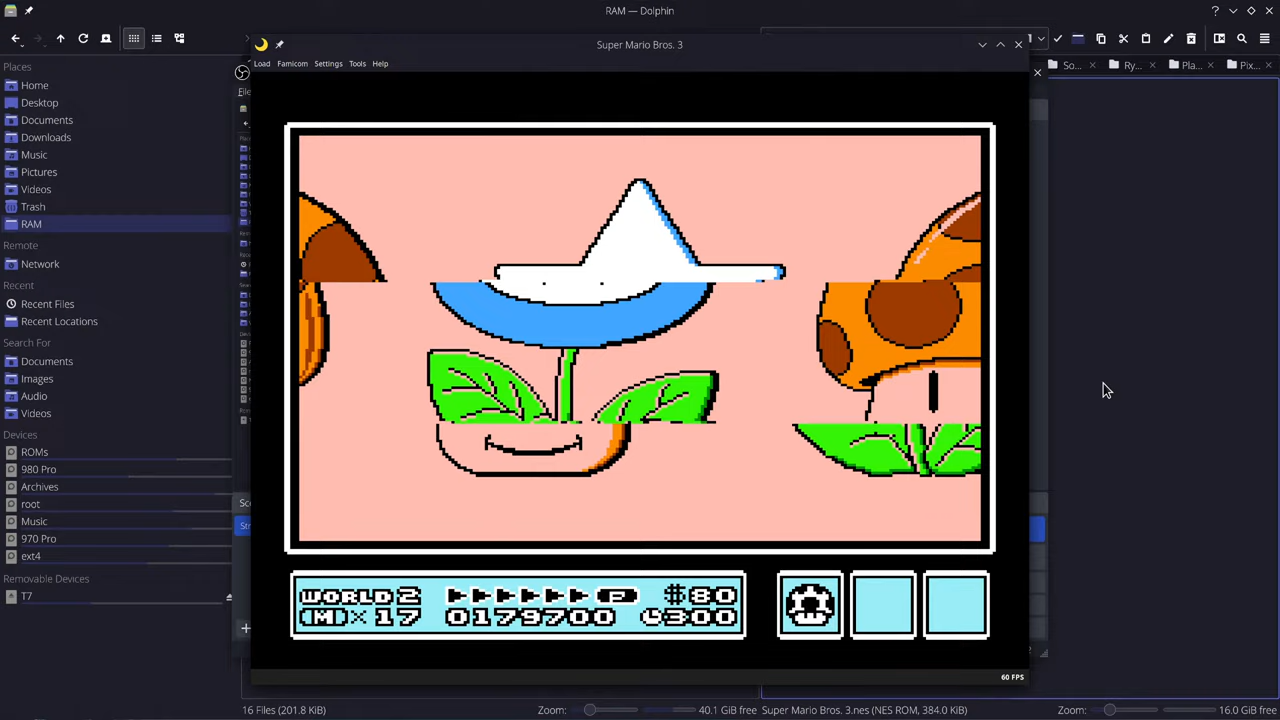 RAM — Dolphin
Super Mario Bros. 3
Places
So...
Ry...
Pla...
Pix...
Load
Famicom
Settings
Tools
Help
Home
Desktop
Documents
Downloads
Music
Pictures
Videos
Trash
RAM
Remote
Network
Recent
Recent Files
Recent Locations
Search For
Documents
Images
Audio
Videos
Devices
ROMs
980 Pro
Archives
root
Music
970 Pro
ext4
Removable Devices
T7
WORLD 2
P
80
(M)× 17
0179700
300
60 FPS
16 Files (201.8 KiB)
Zoom:
40.1 GiB free
Super Mario Bros. 3.nes (NES ROM, 384.0 KiB)
Zoom:
16.0 GiB free